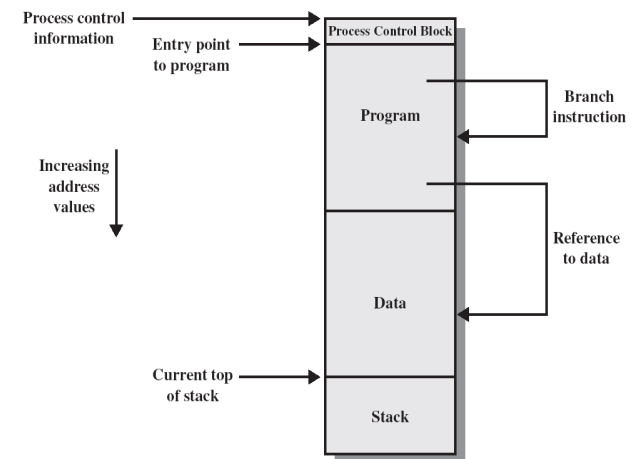 Process control
information
Process Control Block
Entry point
to program
Program
Branch
instruction
Increasing
address
values
Reference
to data
Data
Current top
of stack
Stack